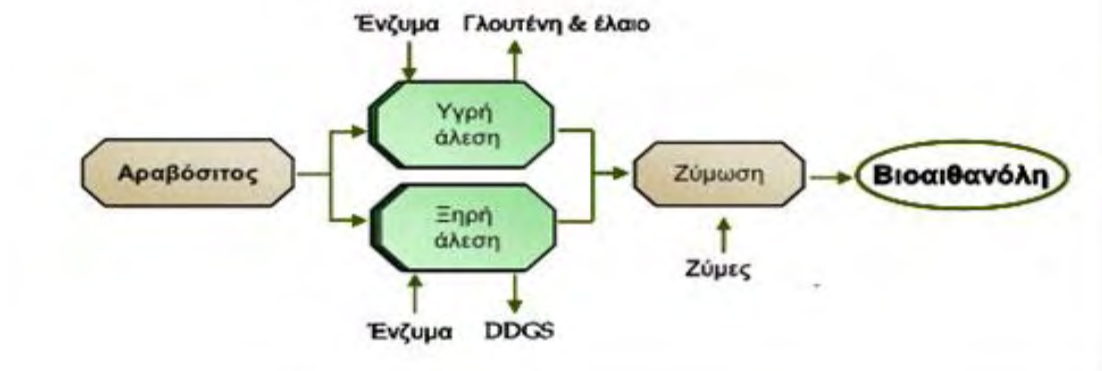 Ένζυμα Γλουτένη & έλαιο
Υγρή
άλεση
Αραβόσιτος
Ζύμωση
Βιοαιθανόλη
Ξηρή
άλεση
Ζύμες
Ένζυμα DDGS